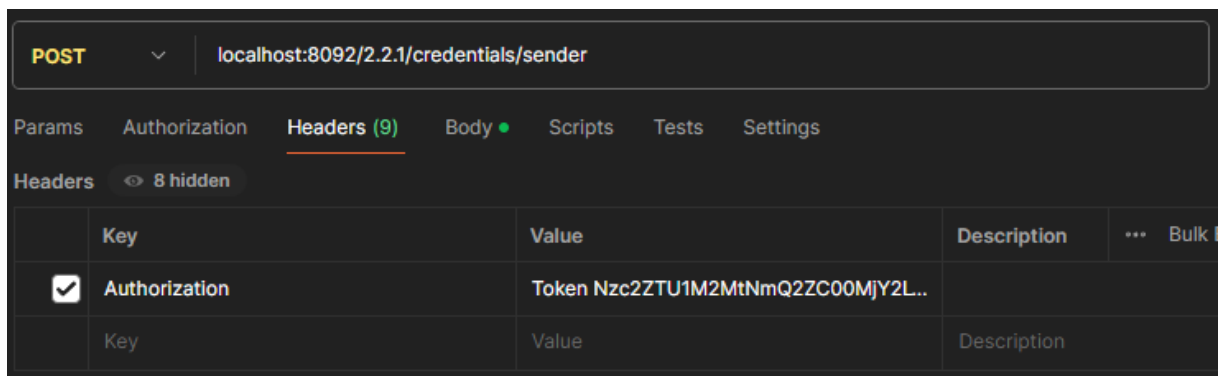 POST localhost:8092/2.2.1/credentials/sender
Params Authorization Headers (9) Body Scripts Tests Settings
Headers 8 hidden
Key Value Description ••• Bulk
Authorization Token Nzc2ZTU1M2MtNmQ2ZC00MjY2L...
Key Value Description